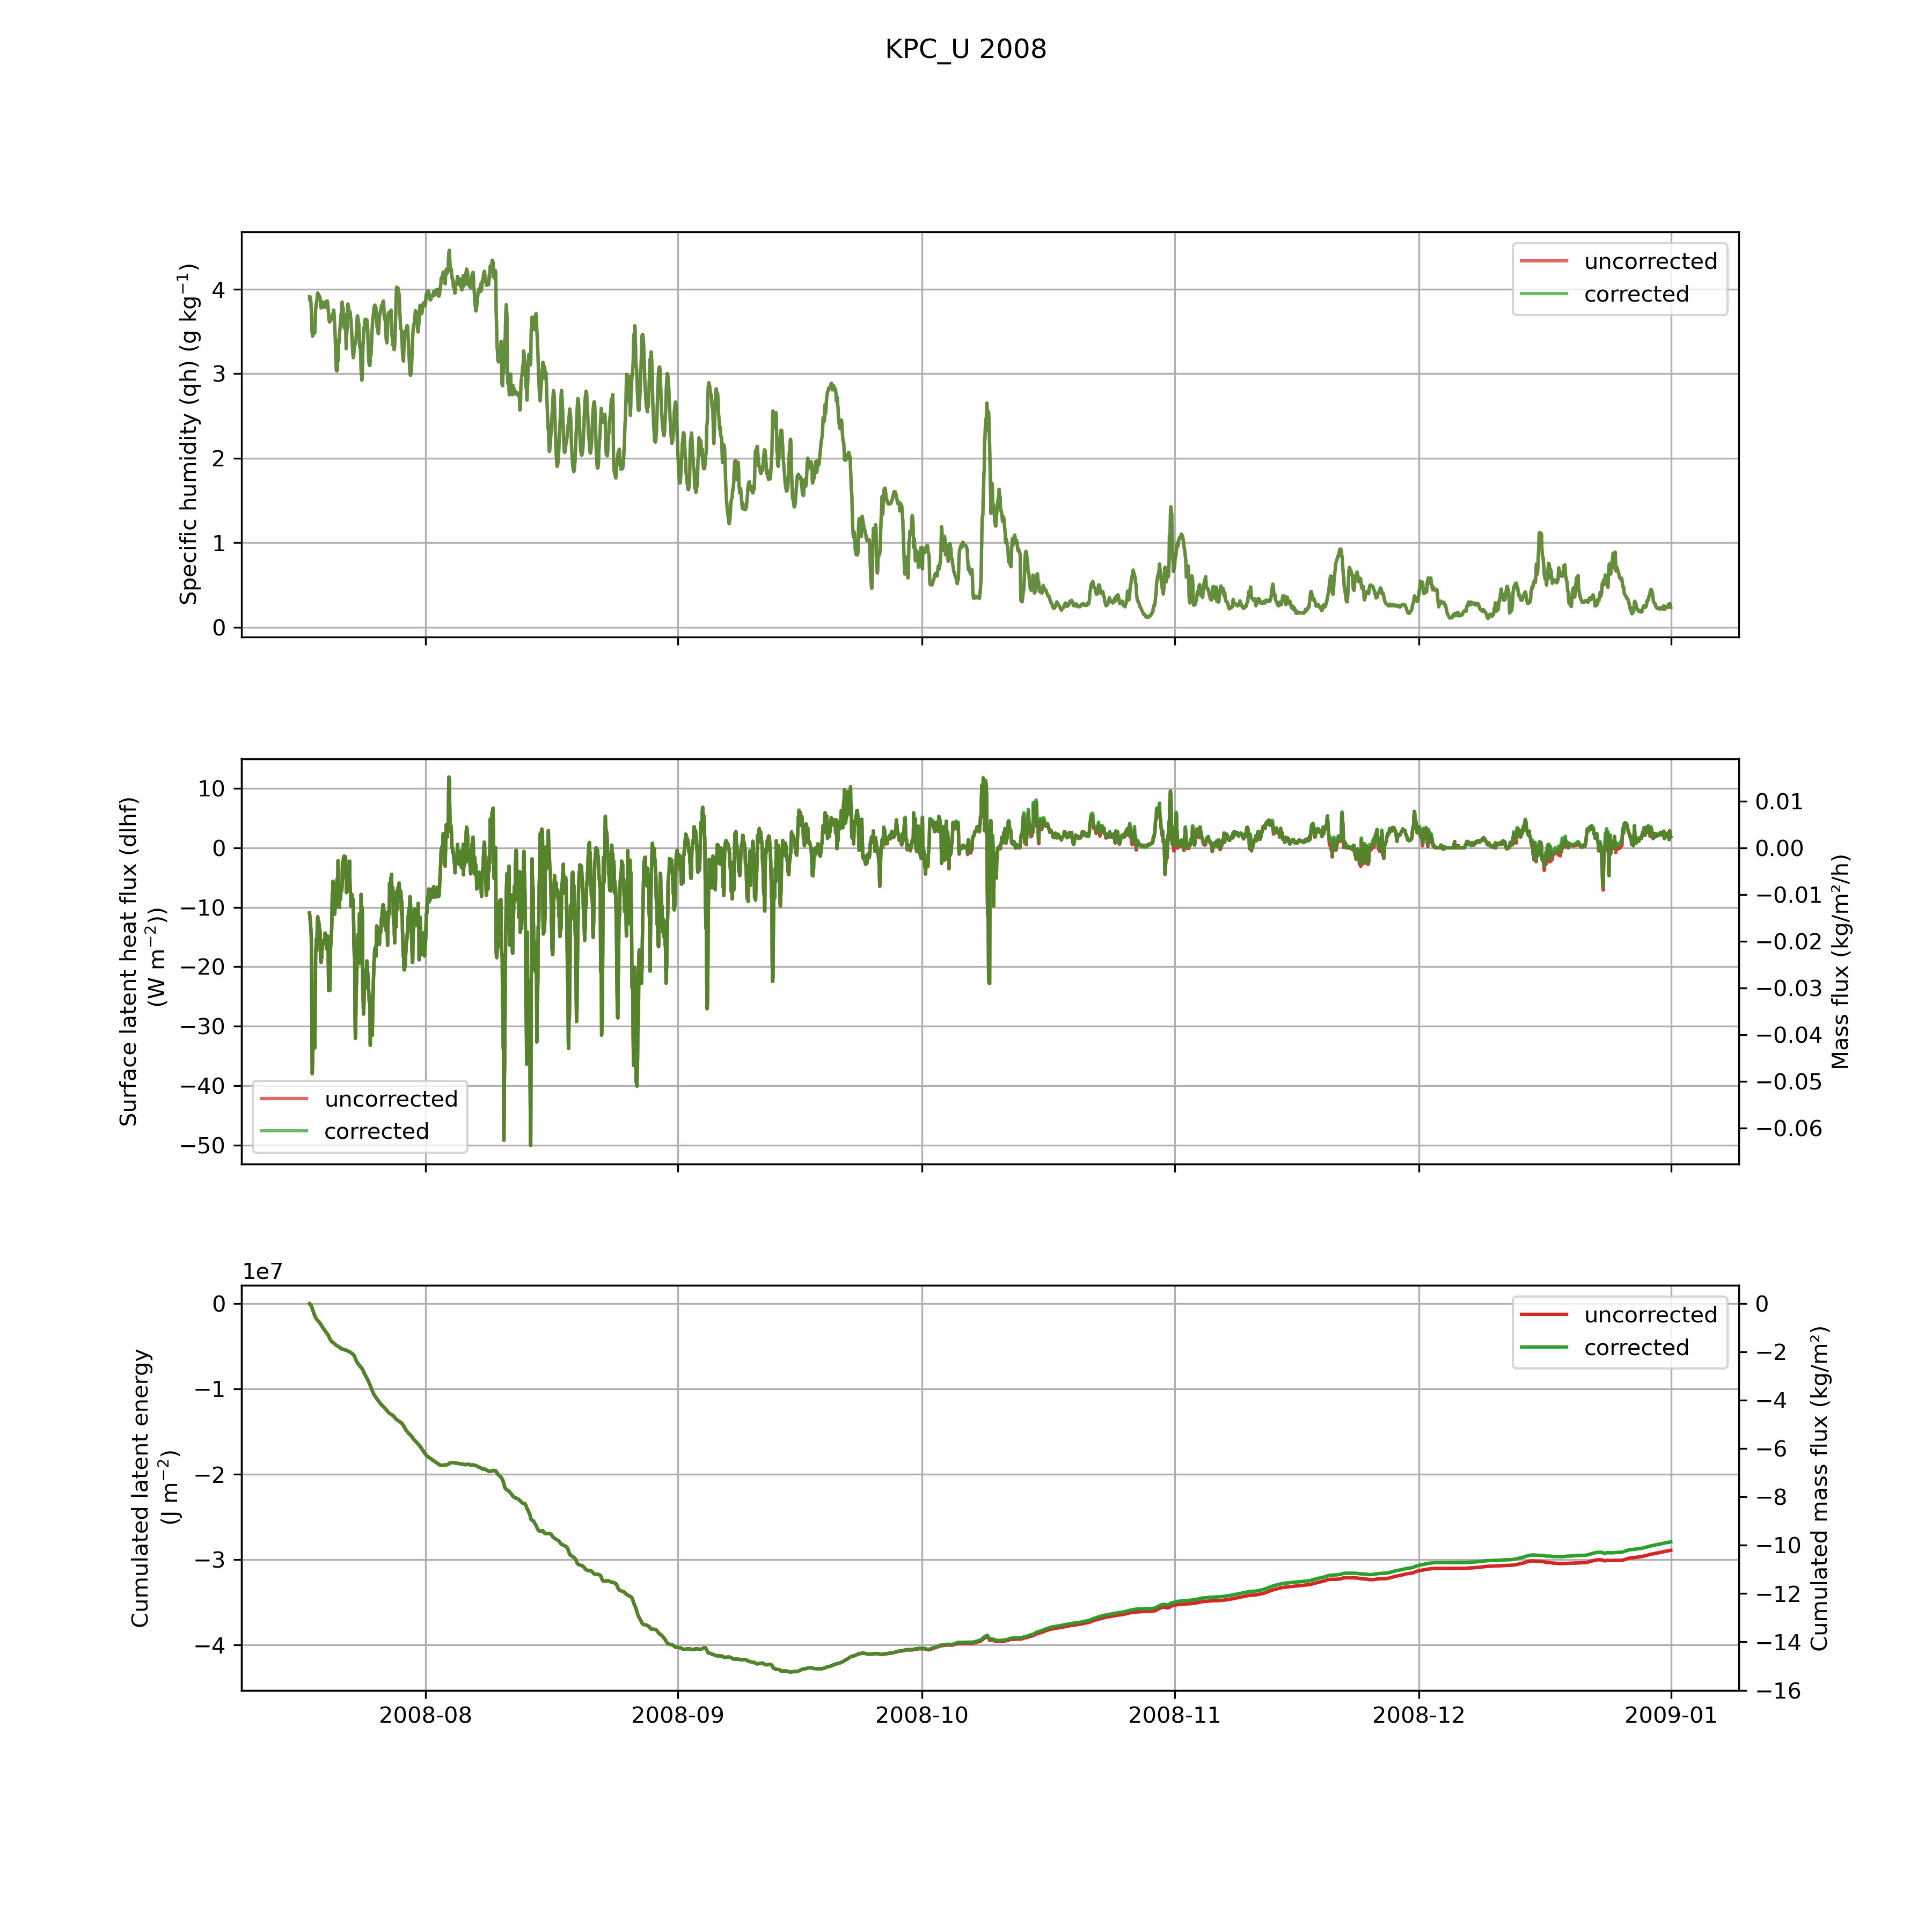 KPC_U 2008
Specific humidity (qh) (g kg⁻¹)
4
3
2
1
0
uncorrected
corrected
Surface latent heat flux (dlhf)
(W m⁻²))
10
0
−10
−20
−30
−40
−50
uncorrected
corrected
0.01
0.00
−0.01
−0.02
−0.03
−0.04
−0.05
−0.06
Mass flux (kg/m²/h)
1e7
Cumulated latent energy
(J m⁻²)
0
−1
−2
−3
−4
uncorrected
corrected
0
−2
−4
−6
−8
−10
−12
−14
−16
Cumulated mass flux (kg/m²)
2008-08
2008-09
2008-10
2008-11
2008-12
2009-01